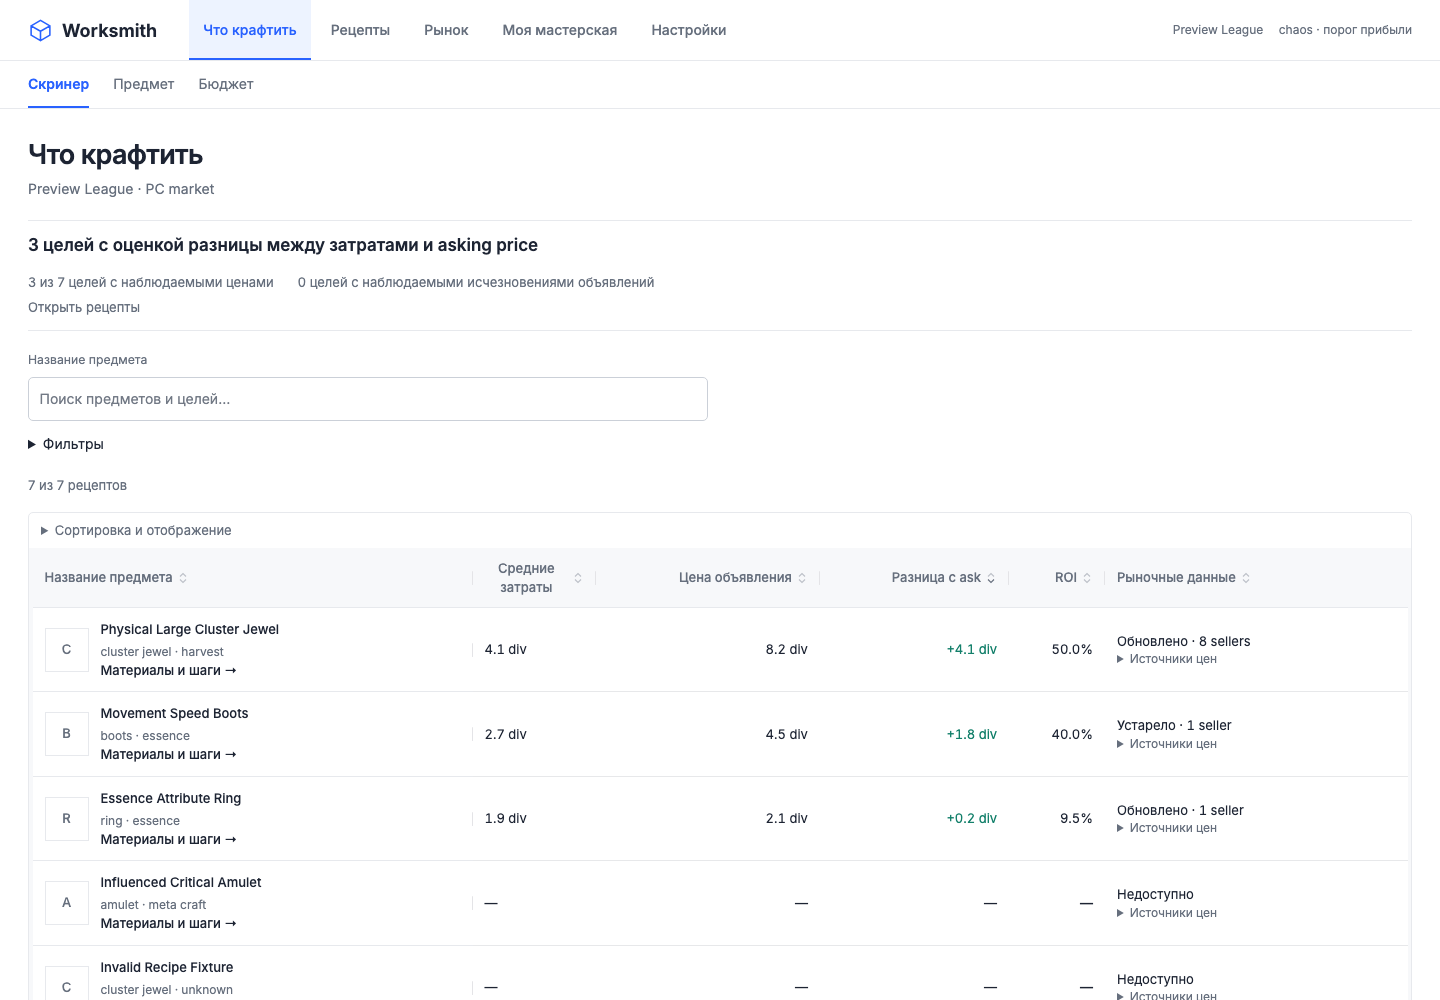 Worksmith
Что крафтить
Рецепты
Рынок
Моя мастерская
Настройки
Preview League
chaos · порог прибыли
Скринер
Предмет
Бюджет
Что крафтить
Preview League · PC market
3 целей с оценкой разницы между затратами и asking price
3 из 7 целей с наблюдаемыми ценами
0 целей с наблюдаемыми исчезновениями объявлений
Открыть рецепты
Название предмета
Поиск предметов и целей...
Фильтры
7 из 7 рецептов
Сортировка и отображение
Название предмета
Средние
затраты
Цена объявления
Разница с ask
ROI
Рыночные данные
C
Physical Large Cluster Jewel
cluster jewel · harvest
Материалы и шаги →
4.1 div
8.2 div
+4.1 div
50.0%
Обновлено · 8 sellers
Источники цен
B
Movement Speed Boots
boots · essence
Материалы и шаги →
2.7 div
4.5 div
+1.8 div
40.0%
Устарело · 1 seller
Источники цен
R
Essence Attribute Ring
ring · essence
Материалы и шаги →
1.9 div
2.1 div
+0.2 div
9.5%
Обновлено · 1 seller
Источники цен
A
Influenced Critical Amulet
amulet · meta craft
Материалы и шаги →
—
—
—
—
Недоступно
Источники цен
C
Invalid Recipe Fixture
cluster jewel · unknown
—
—
—
—
Недоступно
Источники цен